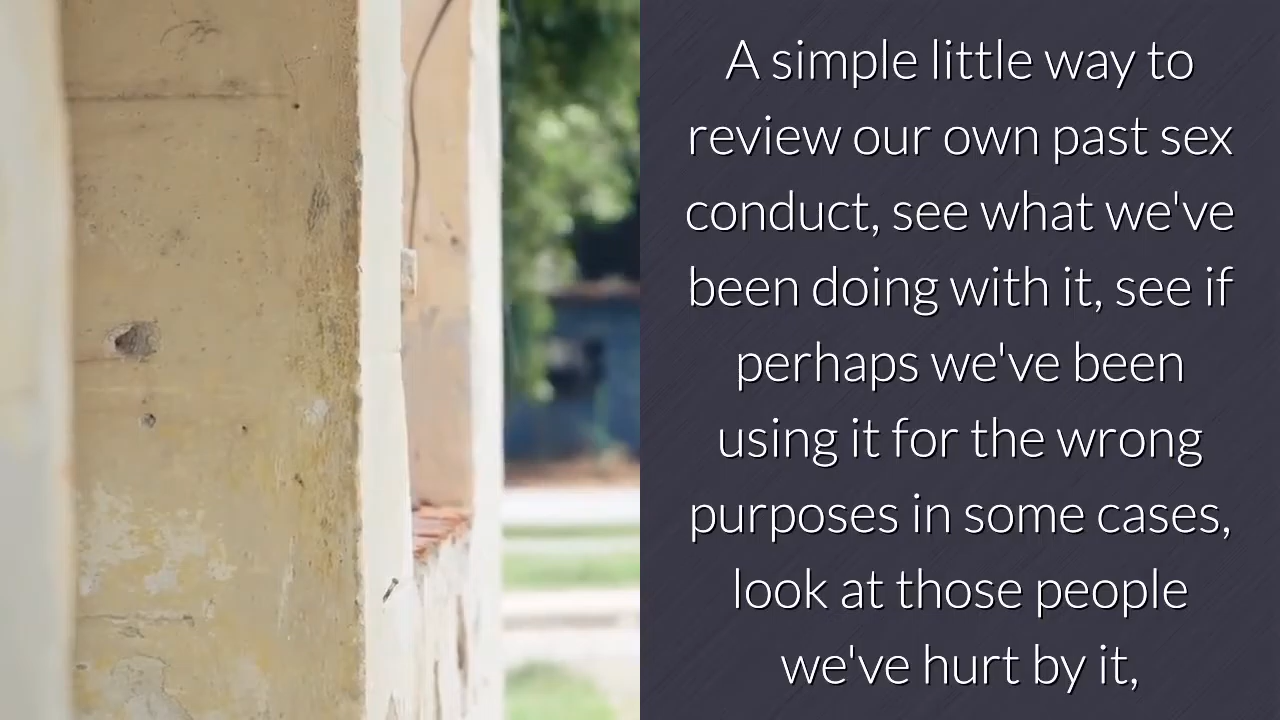 A simple little way to
review our own past sex
conduct, see what we've
been doing with it, see if
perhaps we've been
using it for the wrong
purposes in some cases,
look at those people
we've hurt by it,